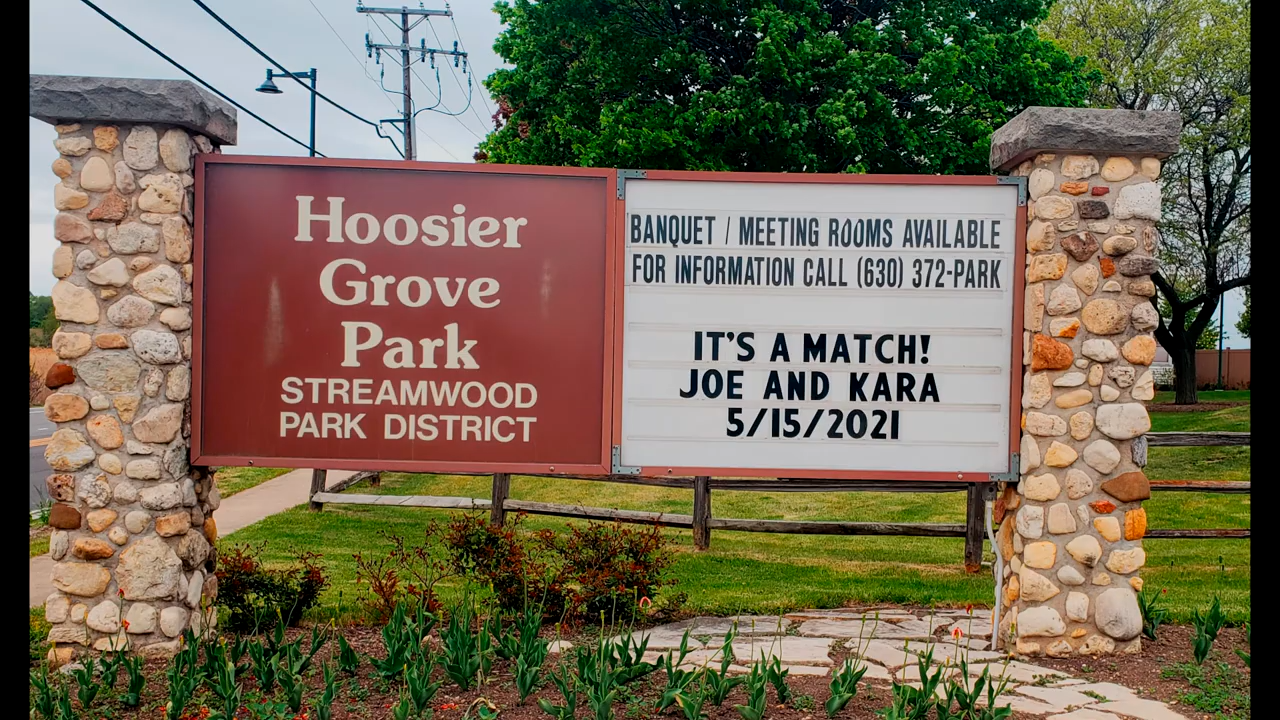 Hoosier
Grove
Park
STREAMWOOD
PARK DISTRICT
BANQUET / MEETING ROOMS AVAILABLE
FOR INFORMATION CALL (630) 372-PARK
IT'S A MATCH!
JOE AND KARA
5/15/2021